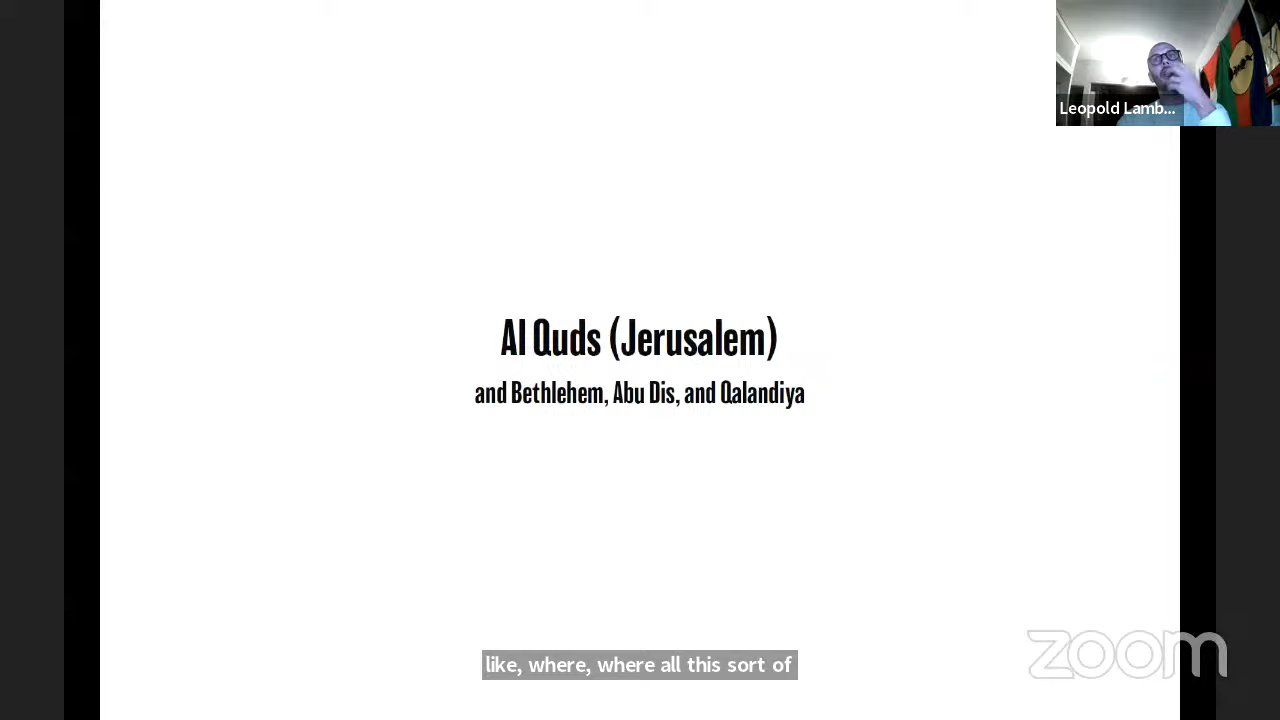 Leopold Lamb...
Al Quds (Jerusalem)
and Bethlehem, Abu Dis, and Qalandiya
like, where, where all this sort of
zoom